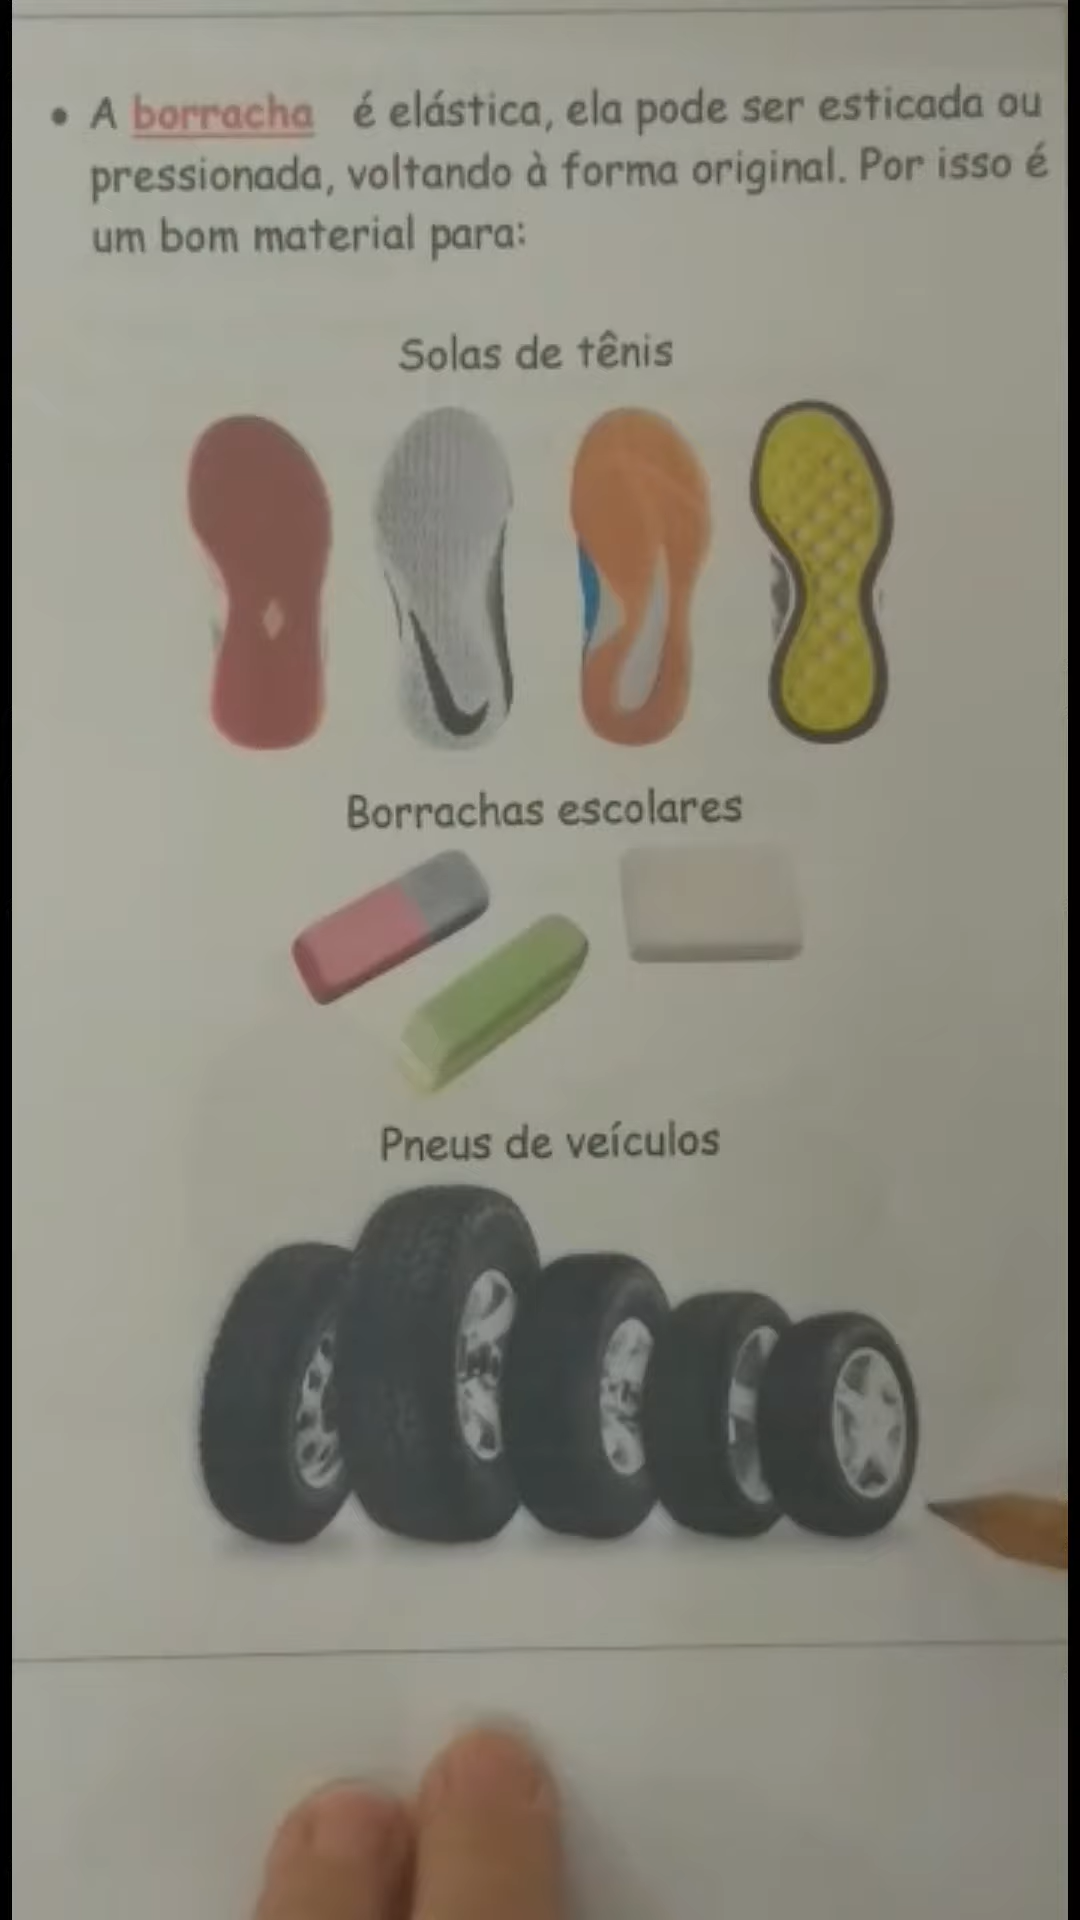 • A borracha é elástica, ela pode ser esticada ou
pressionada, voltando à forma original. Por isso é
um bom material para:
Solas de tênis
Borrachas escolares
Pneus de veículos